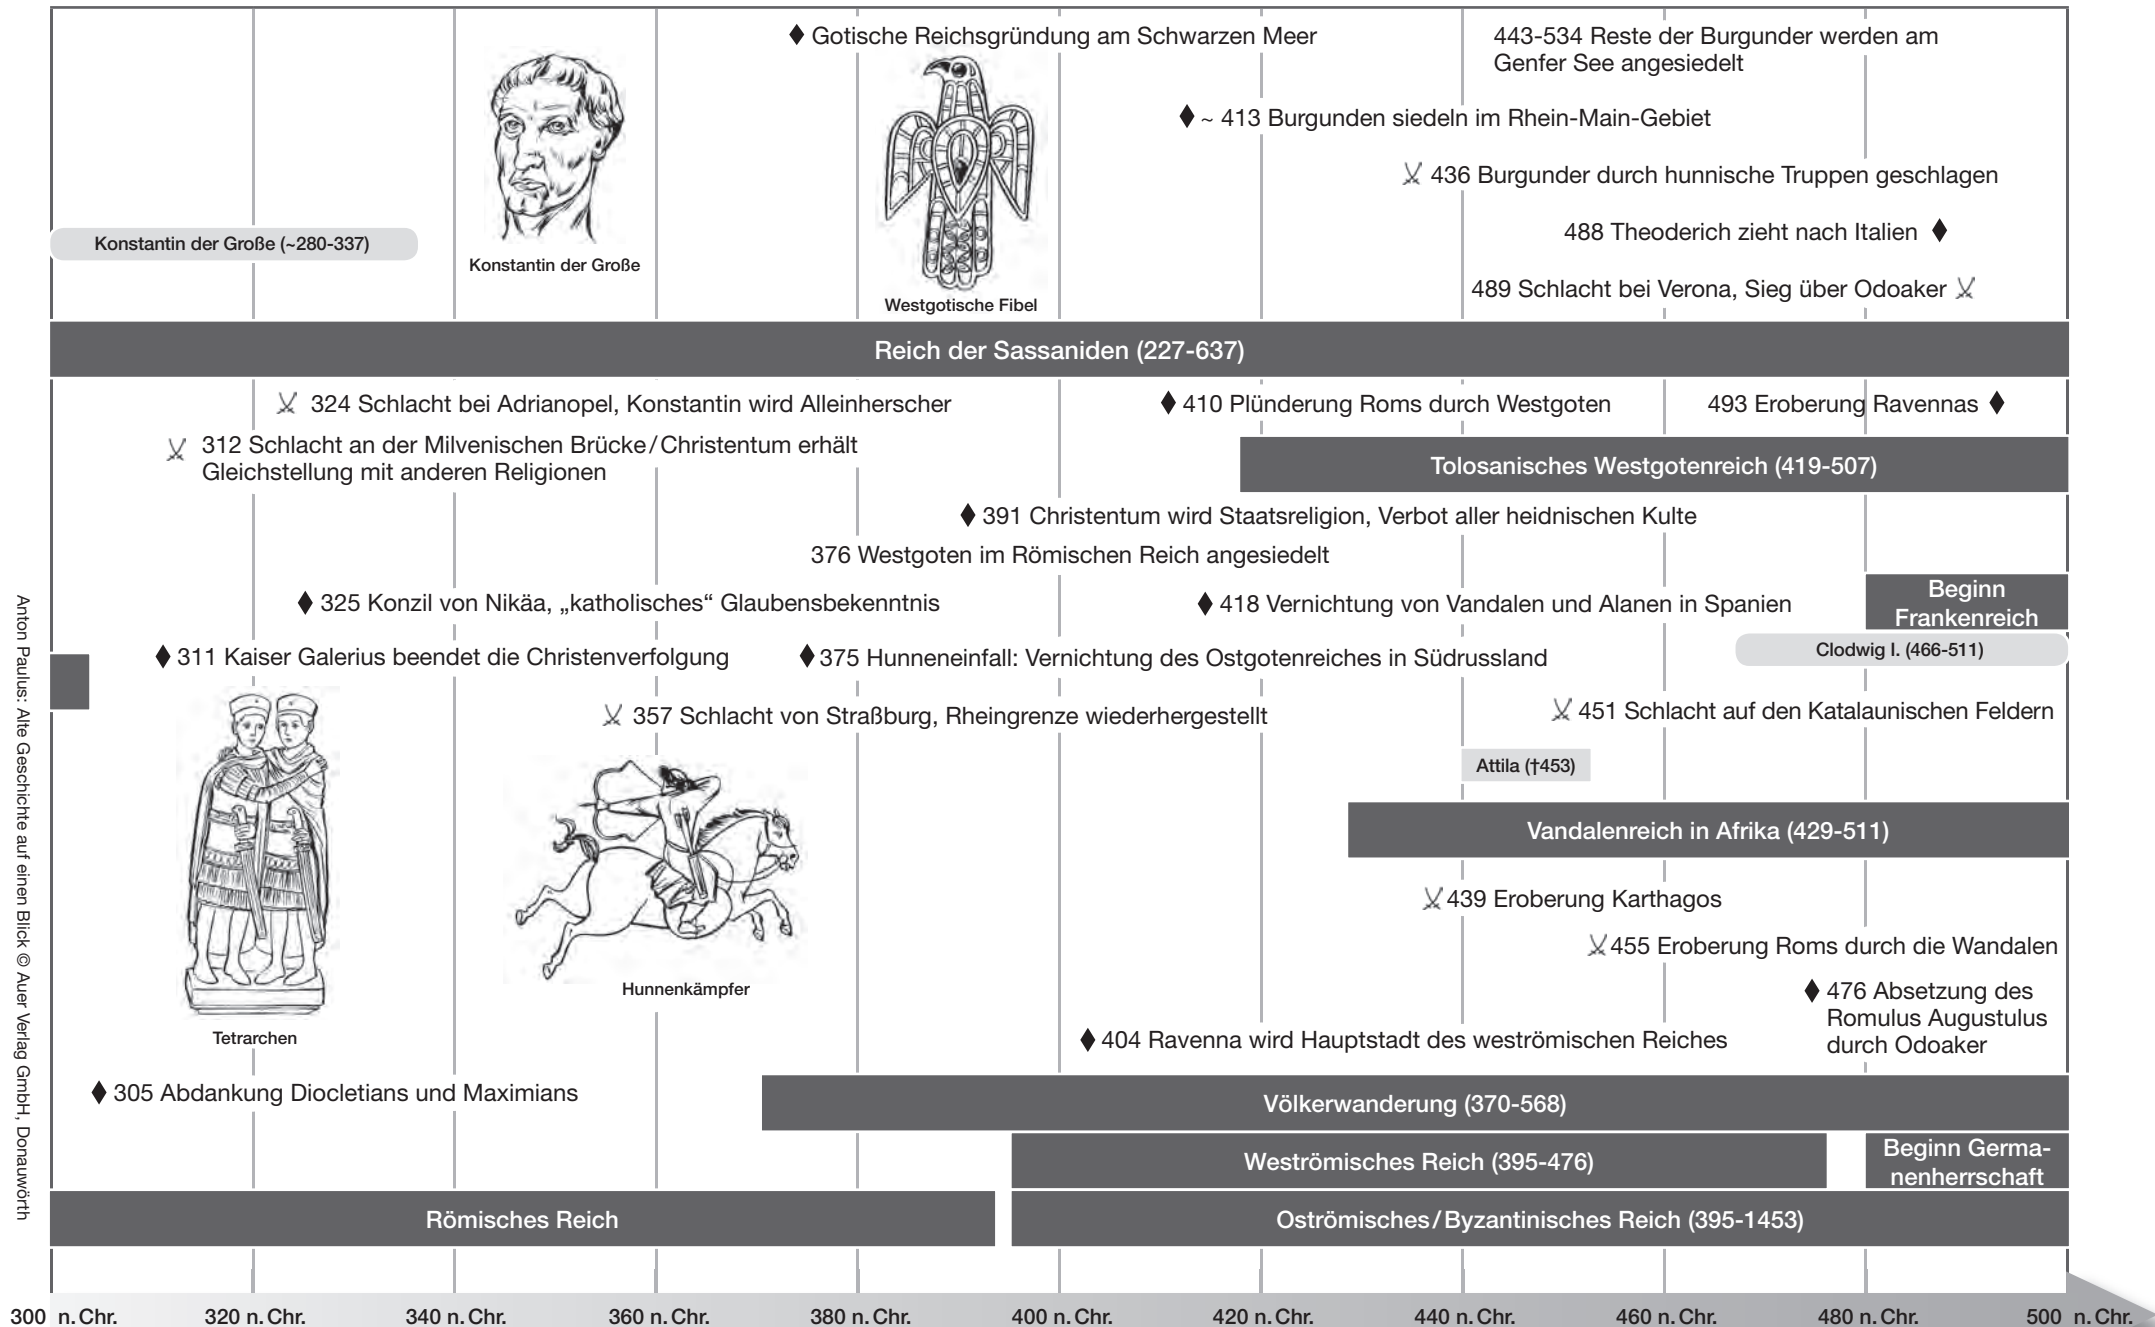 Gotische Reichsgründung am Schwarzen Meer
443-534 Reste der Burgunder werden am
Genfer See angesiedelt
~ 413 Burgunden siedeln im Rhein-Main-Gebiet
436 Burgunder durch hunnische Truppen geschlagen
488 Theoderich zieht nach Italien
Konstantin der Große (~280-337)
Konstantin der Große
489 Schlacht bei Verona, Sieg über Odoaker
Westgotische Fibel
Reich der Sassaniden (227-637)
324 Schlacht bei Adrianopel, Konstantin wird Alleinherscher
410 Plünderung Roms durch Westgoten
493 Eroberung Ravennas
312 Schlacht an der Milvenischen Brücke/Christentum erhält
Gleichstellung mit anderen Religionen
Tolosanisches Westgotenreich (419-507)
391 Christentum wird Staatsreligion, Verbot aller heidnischen Kulte
376 Westgoten im Römischen Reich angesiedelt
325 Konzil von Nikäa, „katholisches“ Glaubensbekenntnis
418 Vernichtung von Vandalen und Alanen in Spanien
Beginn
Frankenreich
311 Kaiser Galerius beendet die Christenverfolgung
375 Hunneneinfall: Vernichtung des Ostgotenreiches in Südrussland
Clodwig I. (466-511)
357 Schlacht von Straßburg, Rheingrenze wiederhergestellt
451 Schlacht auf den Katalaunischen Feldern
Attila (†453)
Vandalenreich in Afrika (429-511)
439 Eroberung Karthagos
455 Eroberung Roms durch die Wandalen
Hunnenkämpfer
476 Absetzung des
Romulus Augustulus
durch Odoaker
Tetrarchen
404 Ravenna wird Hauptstadt des weströmischen Reiches
305 Abdankung Diocletians und Maximians
Völkerwanderung (370-568)
Weströmisches Reich (395-476)
Beginn Germa-
nenherrschaft
Römisches Reich
Oströmisches/Byzantinisches Reich (395-1453)
300 n. Chr. 320 n. Chr. 340 n. Chr. 360 n. Chr. 380 n. Chr. 400 n. Chr. 420 n. Chr. 440 n. Chr. 460 n. Chr. 480 n. Chr. 500 n. Chr.
Anton Paulus: Alte Geschichte auf einen Blick © Auer Verlag GmbH, Donauwörth